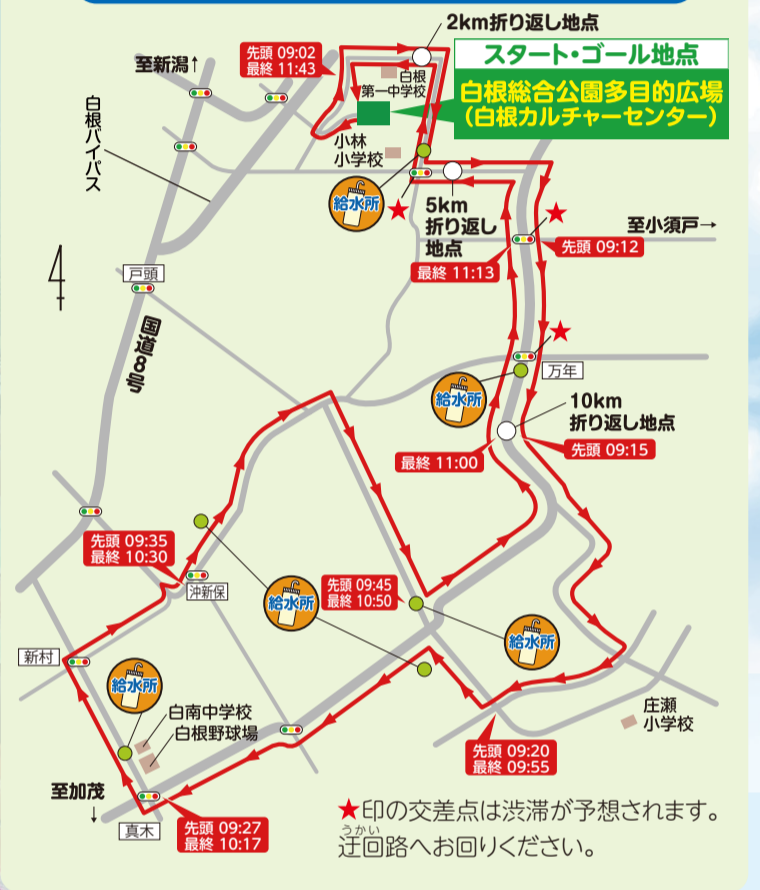 2km折り返し地点
スタート・ゴール地点
白根総合公園多目的広場
(白根カルチャーセンター)
先頭 09:02
最終 11:43
至新潟↑
白根
第一中学校
白根バイパス
小林
小学校
給水所
★
5km
折り返し
地点
★
至小須戸→
先頭 09:12
最終 11:13
戸頭
国道8号
★
万年
給水所
10km
折り返し地点
先頭 09:15
最終 11:00
先頭 09:35
最終 10:30
沖新保
給水所
先頭 09:45
最終 10:50
給水所
新村
給水所
白南中学校
白根野球場
庄瀬
小学校
先頭 09:20
最終 09:55
至加茂
↓
真木
先頭 09:27
最終 10:17
★印の交差点は渋滞が予想されます。
うかい
迂回路へお回りください。